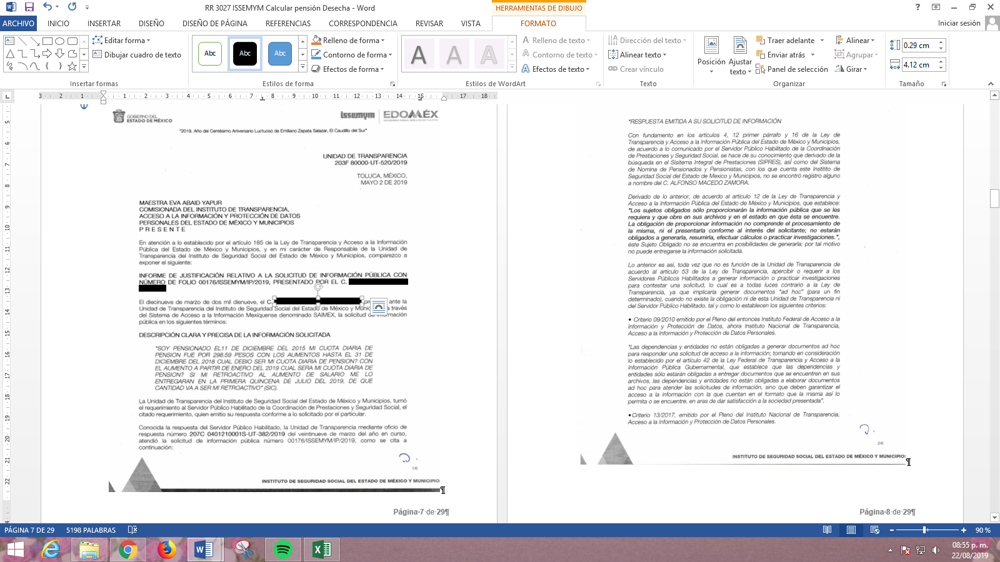 RR 3027 ISSEMYM Calcular pensión Desecha - Word
HERRAMIENTAS DE DIBUJO
ARCHIVO INICIO INSERTAR DISEÑO DISEÑO DE PÁGINA REFERENCIAS CORRESPONDENCIA REVISAR VISTA FORMATO Iniciar sesión
Editar forma
Dibujar cuadro de texto
Insertar formas
Abc Abc Abc
Relleno de forma
Contorno de forma
Efectos de forma
Estilos de forma
A A A
Relleno de texto
Contorno de texto
Efectos de texto
Estilos de WordArt
Dirección del texto
Alinear texto
Crear vínculo
Texto
Posición
Ajustar texto
Traer adelante
Enviar atrás
Panel de selección
Alinear
Agrupar
Girar
Organizar
0.29 cm
4.12 cm
Tamaño
3 2 1 1 2 3 4 5 6 7 8 9 10 11 12 13 14 15 17 18
GOBIERNO DEL
ESTADO DE MÉXICO
issemym EDOMÉX
"2019. Año del Centésimo Aniversario Luctuoso de Emiliano Zapata Salazar, El Caudillo del Sur"
UNIDAD DE TRANSPARENCIA
203F 80000-UT-520/2019
TOLUCA, MÉXICO,
MAYO 2 DE 2019
MAESTRA EVA ABAID YAPUR
COMISIONADA DEL INSTITUTO DE TRANSPARENCIA,
ACCESO A LA INFORMACIÓN Y PROTECCIÓN DE DATOS
PERSONALES DEL ESTADO DE MÉXICO Y MUNICIPIOS
P R E S E N T E
En atención a lo establecido por el artículo 185 de la Ley de Transparencia y Acceso a la Información
Pública del Estado de México y Municipios, y en mi carácter de Responsable de la Unidad de
Transparencia del Instituto de Seguridad Social del Estado de México y Municipios, comparezco a
exponer el siguiente:
INFORME DE JUSTIFICACIÓN RELATIVO A LA SOLICITUD DE INFORMACIÓN PÚBLICA CON
NÚMERO DE FOLIO 00176/ISSEMYM/IP/2019, PRESENTADO POR EL C.
El diecinueve de marzo de dos mil dienueve, el C. ante la
Unidad de Transparencia del Instituto de Seguridad Social del Estado de México y través
del Sistema de Acceso a la Información Mexiquense denominado SAIMEX, la solicitud de información
pública en los siguientes términos:
DESCRIPCIÓN CLARA Y PRECISA DE LA INFORMACIÓN SOLICITADA
"SOY PENSIONADO EL11 DE DICIEMBRE DEL 2015 MI CUOTA DIARIA DE
PENSION FUE POR 298.59 PESOS CON LOS AUMENTOS HASTA EL 31 DE
DICIEMBRE DEL 2018 CUAL DEBIO SER MI CUOTA DIARIA DE PENSION? CON
EL AUMENTO A PARTIR DE ENERO DEL 2019 CUAL SERA MI CUOTA DIARIA DE
PENSION? SI MI RETROACTIVO AL AUMENTO DE SALARIO ME LO
ENTREGARAN EN LA PRIMERA QUINCENA DE JULIO DEL 2019, DE QUE
CANTIDAD VA A SER MI RETROACTIVO" (SIC).
La Unidad de Transparencia del Instituto de Seguridad Social del Estado de México y Municipios, turnó
el requerimiento al Servidor Público Habilitado de la Coordinación de Prestaciones y Seguridad Social, el
citado requerimiento, quien emitio su respuesta conforme a lo solicitado por el particular.
Conocida la respuesta del Servidor Público Habilitado, la Unidad de Transparencia mediante oficio de
respuesta número 207C 0401210001S-UT-382/2019 del veintinueve de marzo del año en curso,
atendió la solicitud de información pública número 00176/ISSEMYM/IP/2019, como se cita a
continuación:
1/6
INSTITUTO DE SEGURIDAD SOCIAL DEL ESTADO DE MÉXICO Y MUNICIPIO
Página·7·de·29¶
"RESPUESTA EMITIDA A SU SOLICITUD DE INFORMACIÓN
Con fundamento en los artículos 4, 12 primer párrafo y 16 de la Ley de
Transparencia y Acceso a la Información Pública del Estado de México y Municipios,
de acuerdo a lo comunicado por el Servidor Público Habilitado de la Coordinación
de Prestaciones y Seguridad Social, se hace de su conocimiento que derivado de la
búsqueda en el Sisitema Integral de Prestaciones (SIPRES), así como del Sistema
de Nomina de Pensionados y Pensionistas, con los que cuenta este Institito de
Seguridad Social del Estado de Mexico y Municipios, no se encontró registro alguno
a nombre del C. ALFONSO MACEDO ZAMORA.
Derivado de lo anterior, de acuerdo al artículo 12 de la Ley de Transparencia y
Acceso a la Información Pública del Estado de México y Municipios, que establece:
"Los sujetos obligados sólo proporcionarán la información pública que se les
requiera y que obre en sus archivos y en el estado en que ésta se encuentre.
La obligación de proporcionar información no comprende el procesamiento de
la misma, ni el presentarla conforme al interés del solicitante; no estarán
obligados a generarla, resumirla, efectuar cálculos o practicar investigaciones.",
éste Sujeto Obligado no se encuentra en posibilidades de generarla; por tal motivo
no puede entregarse la información solicitada.
Lo anterior es así, toda vez que no es función de la Unidad de Transparencia de
acuerdo al artículo 53 de la Ley de Transparencia, apercibir o requerir a los
Servidores Públicos Habilitados a generar información o practicar investigaciones
para contestar una solicitud, lo cual es a todas luces contrario a la Ley de
Transparencia, ya que implicaría generar documentos "ad hoc" (para un fin
determinado), cuando no existe la obligación ni de esta Unidad de Transparencia ni
del Servidor Público Habilitado, tal y como lo establecen los siguientes criterios:
• Criterio 09/2010 emitido por el Pleno del entonces Instituto Federal de Acceso a la
Información y Protección de Datos, ahora Instituto Nacional de Transparencia,
Acceso a la Información y Protección de Datos Personales.
"Las dependencias y entidades no están obligadas a generar documentos ad hoc
para responder una solicitud de acceso a la información; tomando en consideración
lo establecido por el artículo 42 de la Ley Federal de Transparencia y Acceso a la
Información Pública Gubernamental, que establece que las dependencias y
entidades sólo estarán obligadas a entregar documentos que se encuentren en sus
archivos, las dependencias y entidades no están obligadas a elaborar documentos
ad hoc para atender las solicitudes de información, sino que deben garantizar el
acceso a la información con la que cuentan en el formato que la misma así lo
permita o se encuentre, en aras de dar satisfacción a la sociedad presentada".
•Criterio 13/2017, emitido por el Pleno del Instituto Nacional de Transparencia,
Acceso a la Información y Protección de Datos Personales.
2/6
INSTITUTO DE SEGURIDAD SOCIAL DEL ESTADO DE MÉXICO Y MUNICIPIO
Página·8·de·29¶
PÁGINA 7 DE 29 5198 PALABRAS 90 %
08:55 p. m.
22/08/2019